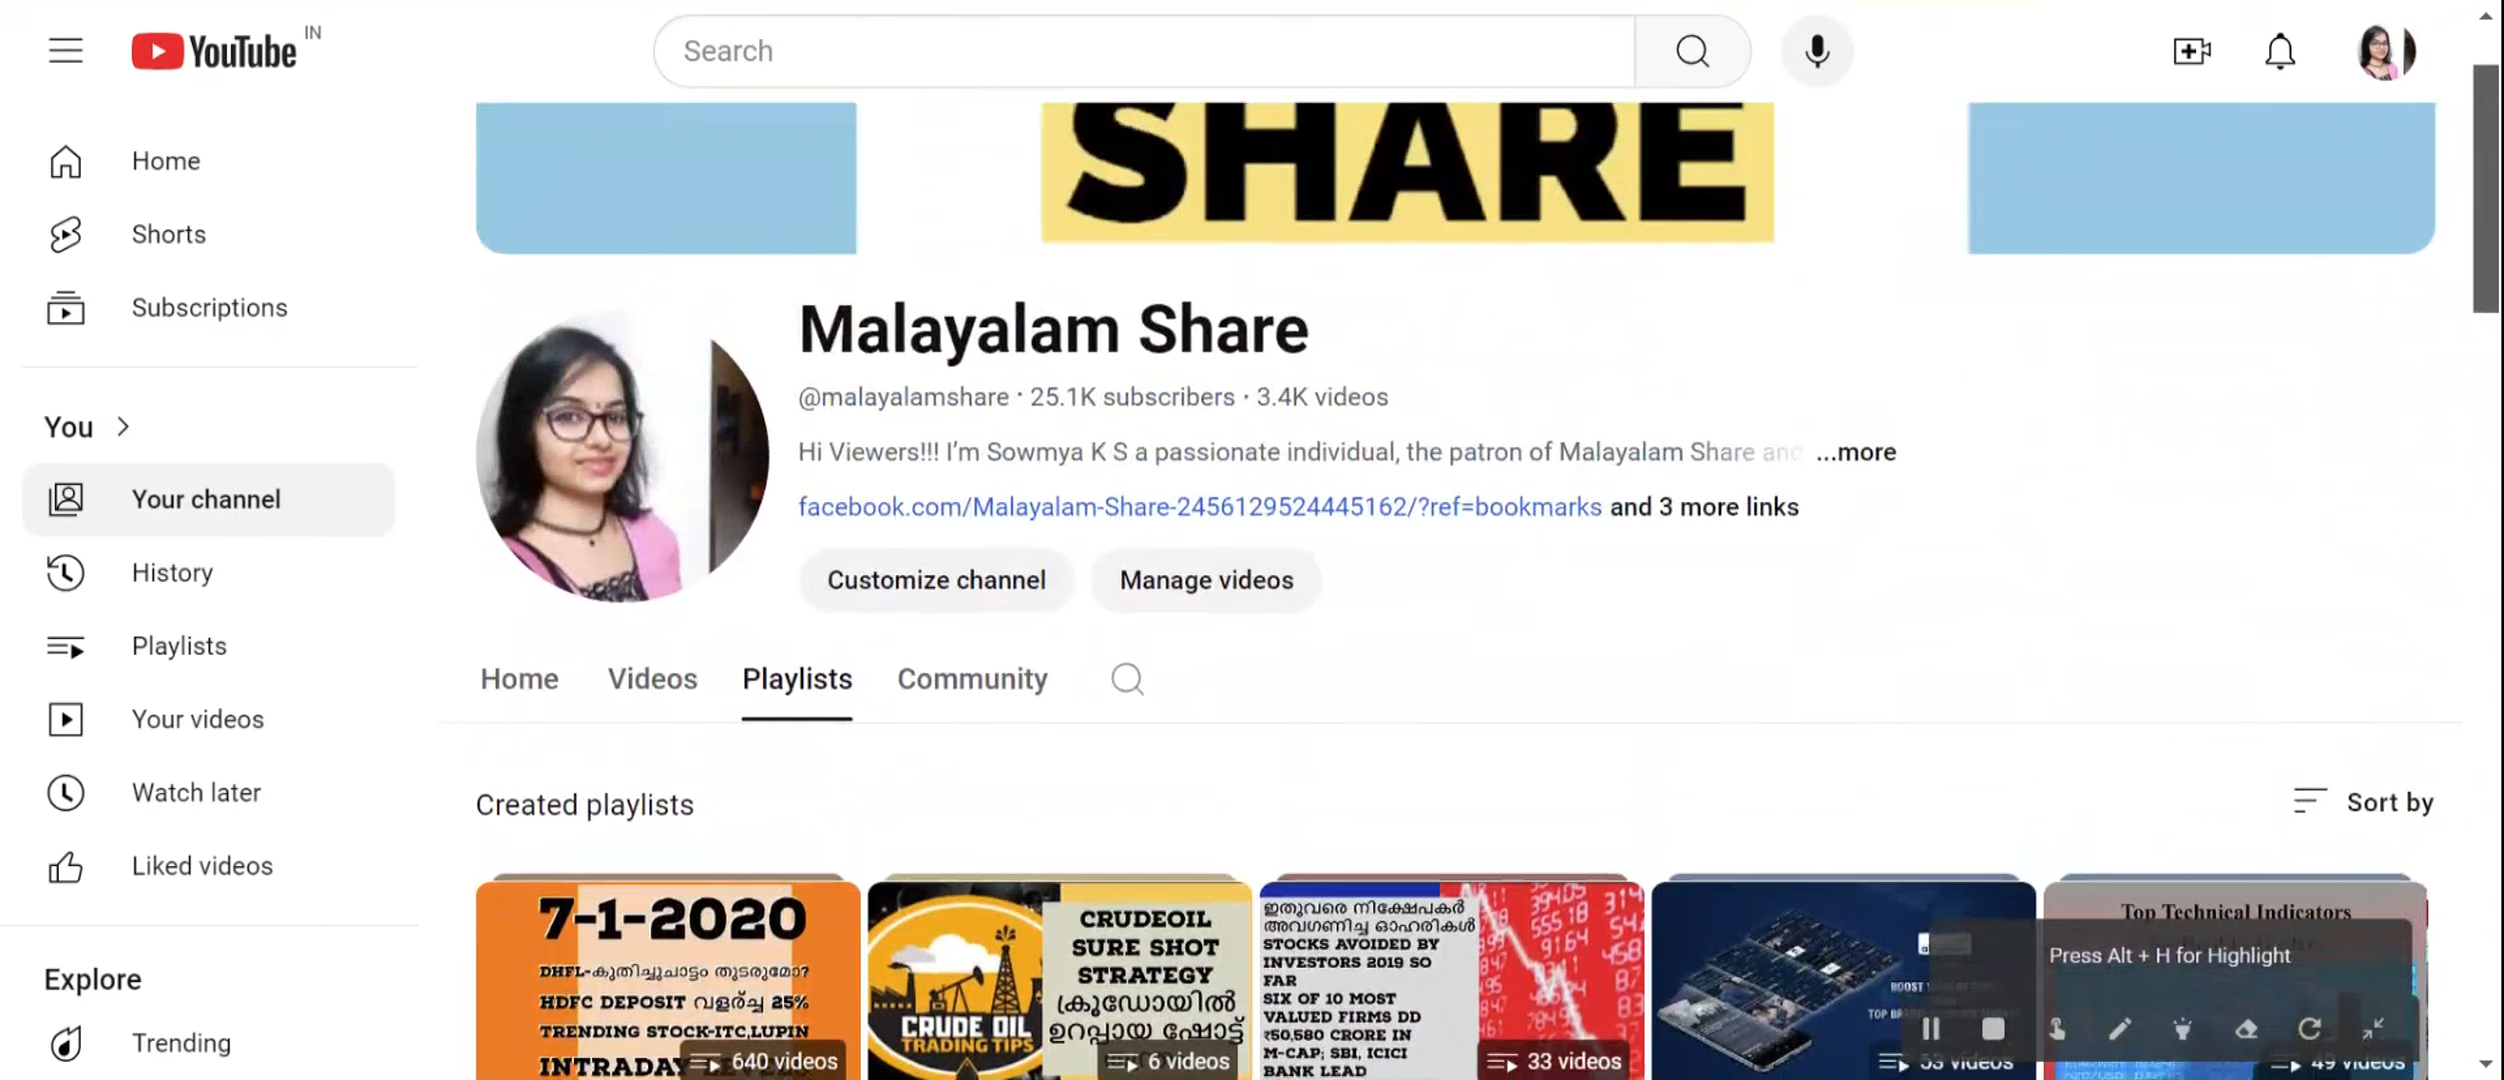 YouTube IN
Search
SHARE
Home
Shorts
Subscriptions
You
Your channel
History
Playlists
Your videos
Watch later
Liked videos
Explore
Trending
Malayalam Share
@malayalamshare · 25.1K subscribers · 3.4K videos
Hi Viewers!!! I'm Sowmya K S a passionate individual, the patron of Malayalam Share and ...more
facebook.com/Malayalam-Share-2456129524445162/?ref=bookmarks and 3 more links
Customize channel Manage videos
Home Videos Playlists Community
Created playlists
Sort by
7-1-2020
DHFL-കുതിച്ചുചാട്ടം തുടരുമോ?
HDFC DEPOSIT വളർച്ച 25%
TRENDING STOCK-ITC,LUPIN
INTRADAY
640 videos
CRUDE OIL
TRADING TIPS
CRUDEOIL
SURE SHOT
STRATEGY
ക്രൂഡോയിൽ
ഉറപ്പായ ഷോട്ട്
6 videos
ഇതുവരെ നിക്ഷേപകർ
അവഗണിച്ച ഓഹരികൾ
STOCKS AVOIDED BY
INVESTORS 2019 SO
FAR
SIX OF 10 MOST
VALUED FIRMS DD
₹50,580 CRORE IN
M-CAP; SBI, ICICI
BANK LEAD
33 videos
BOOST
53 videos
Top Technical Indicators
Press Alt + H for Highlight
49 videos